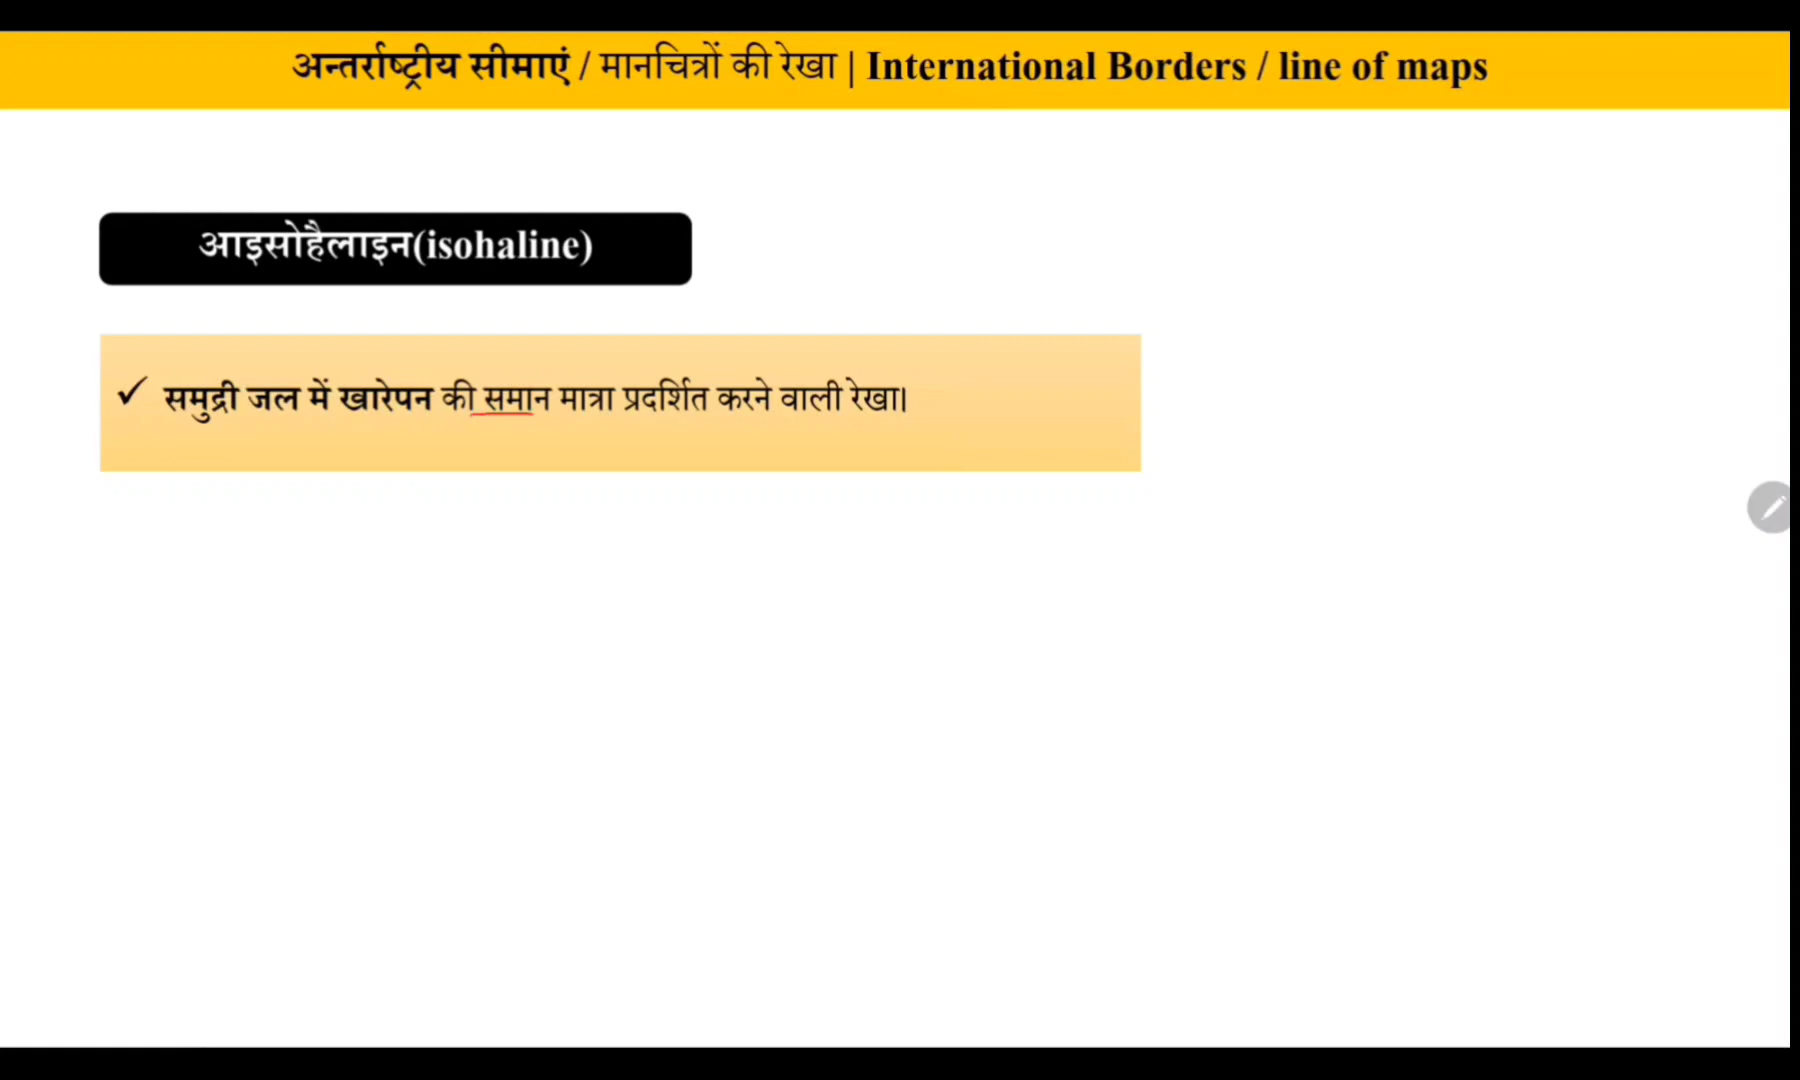 अन्तर्राष्ट्रीय सीमाएं / मानचित्रों की रेखा | International Borders / line of maps
आइसोहैलाइन(isohaline)
✓ समुद्री जल में खारेपन की समान मात्रा प्रदर्शित करने वाली रेखा।